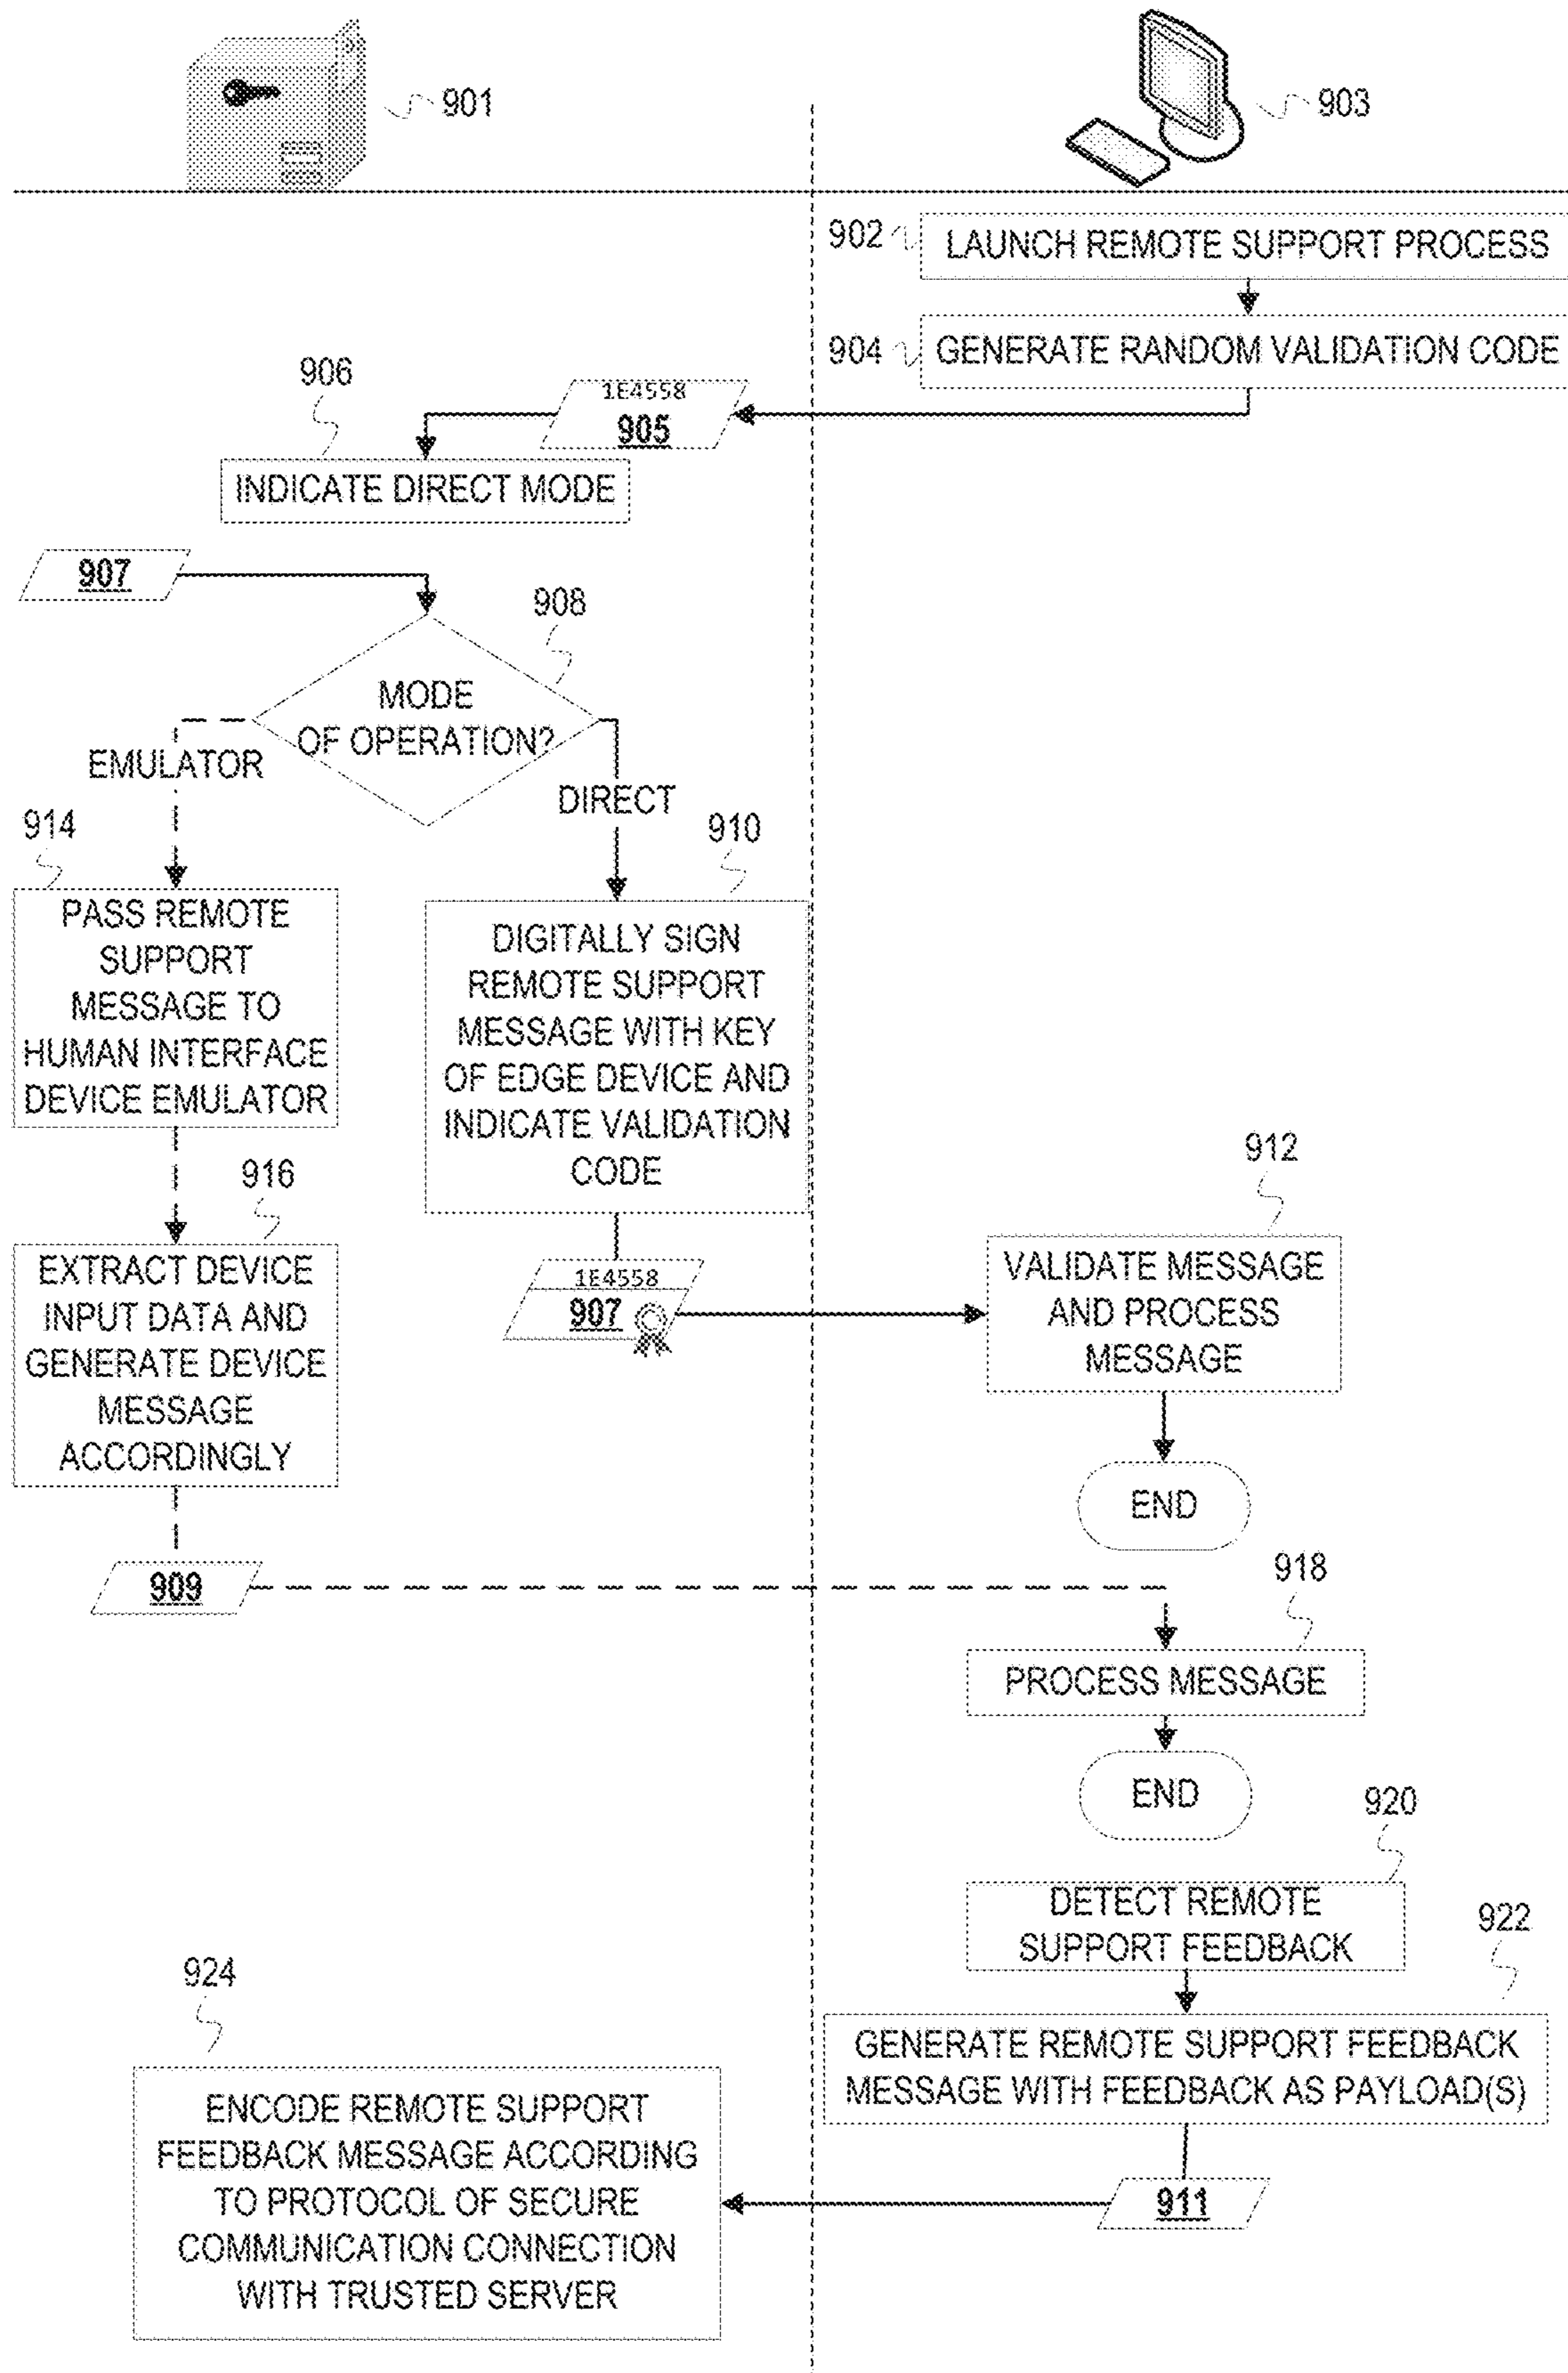 901
903
902
LAUNCH REMOTE SUPPORT PROCESS
904
GENERATE RANDOM VALIDATION CODE
906
1E4558
905
INDICATE DIRECT MODE
907
908
MODE
OF OPERATION?
EMULATOR
DIRECT
914
910
PASS REMOTE
SUPPORT
MESSAGE TO
HUMAN INTERFACE
DEVICE EMULATOR
DIGITALLY SIGN
REMOTE SUPPORT
MESSAGE WITH KEY
OF EDGE DEVICE AND
INDICATE VALIDATION
CODE
916
912
EXTRACT DEVICE
INPUT DATA AND
GENERATE DEVICE
MESSAGE
ACCORDINGLY
1E4558
907
VALIDATE MESSAGE
AND PROCESS
MESSAGE
END
909
918
PROCESS MESSAGE
END
920
DETECT REMOTE
SUPPORT FEEDBACK
922
GENERATE REMOTE SUPPORT FEEDBACK
MESSAGE WITH FEEDBACK AS PAYLOAD(S)
924
ENCODE REMOTE SUPPORT
FEEDBACK MESSAGE ACCORDING
TO PROTOCOL OF SECURE
COMMUNICATION CONNECTION
WITH TRUSTED SERVER
911